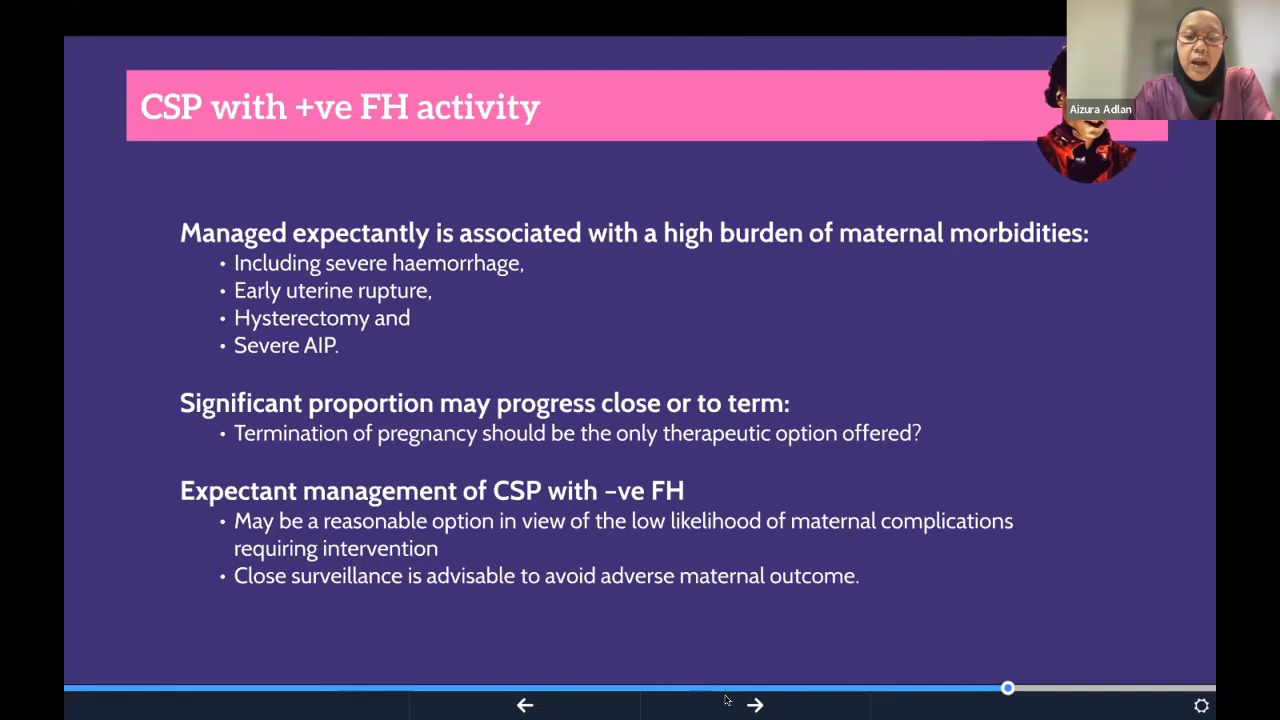 CSP with +ve FH activity
Aizura Adlan
Managed expectantly is associated with a high burden of maternal morbidities:
• Including severe haemorrhage,
• Early uterine rupture,
• Hysterectomy and
• Severe AIP.
Significant proportion may progress close or to term:
• Termination of pregnancy should be the only therapeutic option offered?
Expectant management of CSP with –ve FH
• May be a reasonable option in view of the low likelihood of maternal complications
requiring intervention
• Close surveillance is advisable to avoid adverse maternal outcome.